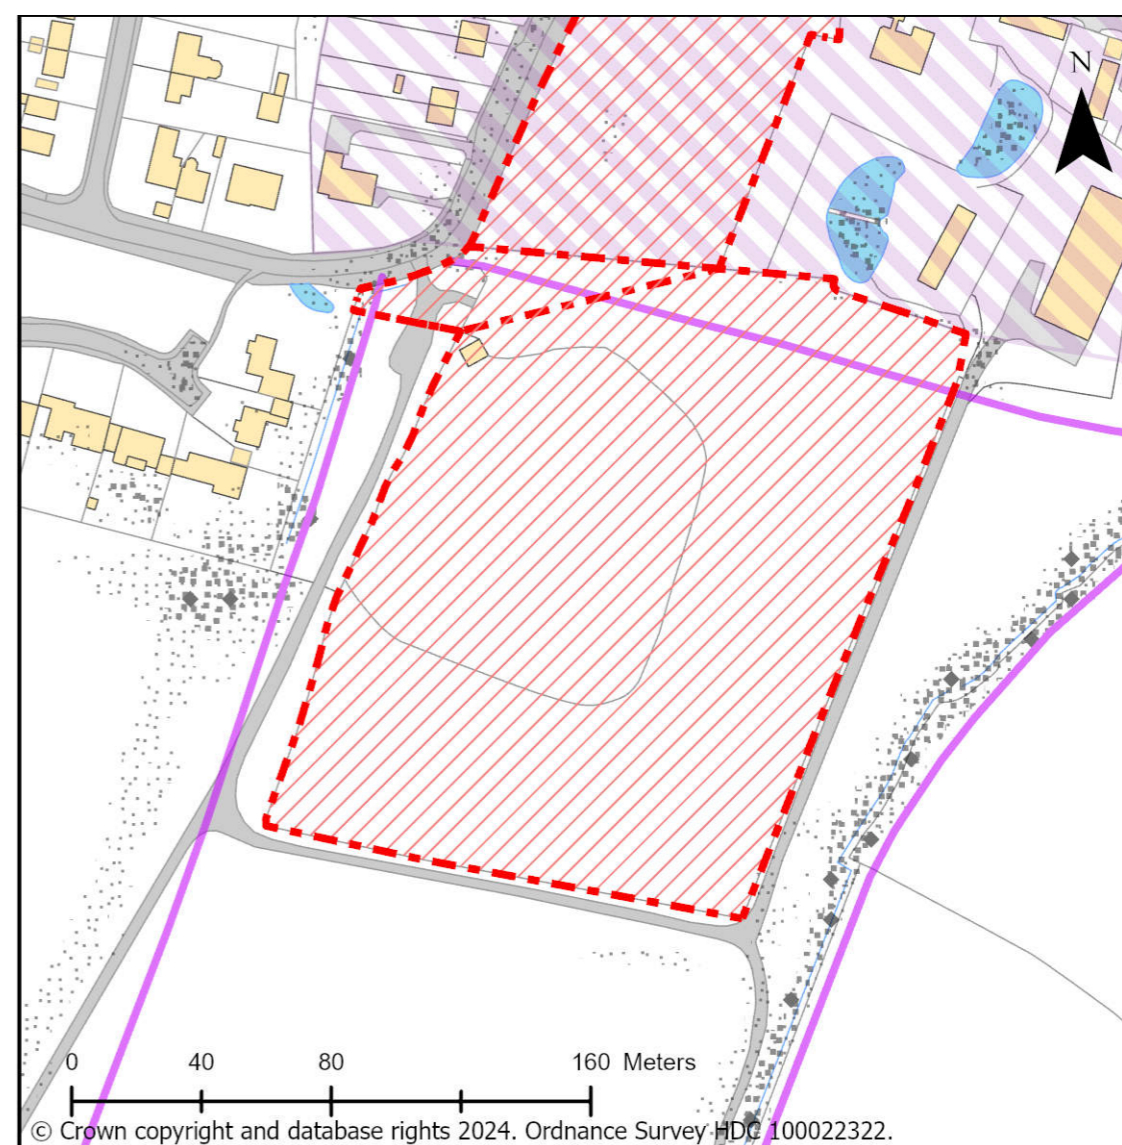 N
0 40 80 160 Meters
© Crown copyright and database rights 2024. Ordnance Survey HDC 100022322.